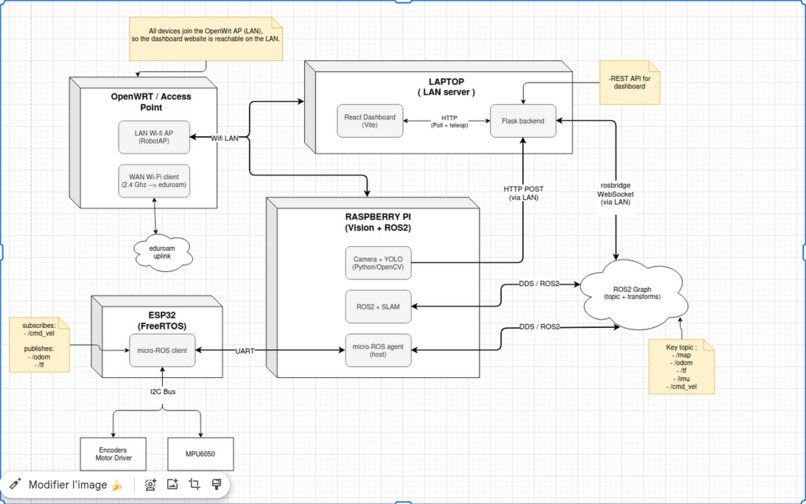 All devices join the OpenWrt AP (LAN),
so the dashboard website is reachable on the LAN.
OpenWRT / Access
Point
LAN Wi-fi AP
(RobotAP)
WAN Wi-Fi client
(2.4 Ghz --> eduroam)
eduroam
uplink
Wifi LAN
LAPTOP
( LAN server )
React Dashboard
(Vite)
HTTP
(Poll + teleop)
Flask backend
-REST API for
dashboard
HTTP POST
(via LAN)
rosbridge
WebSocket
(via LAN)
RASPBERRY PI
(Vision + ROS2)
Camera + YOLO
(Python/OpenCV)
ROS2 + SLAM
micro-ROS agent
(host)
DDS / ROS2
DDS / ROS2
ROS2 Graph
(topic + transforms)
Key topic :
- /map
- /odom
- /tf
- /imu
- /cmd_vel
ESP32
(FreeRTOS)
micro-ROS client
UART
subscribes:
- /cmd_vel
publishes:
- /odom
- /tf
I2C Bus
Encoders
Motor Driver
MPU6050
Modifier l'image